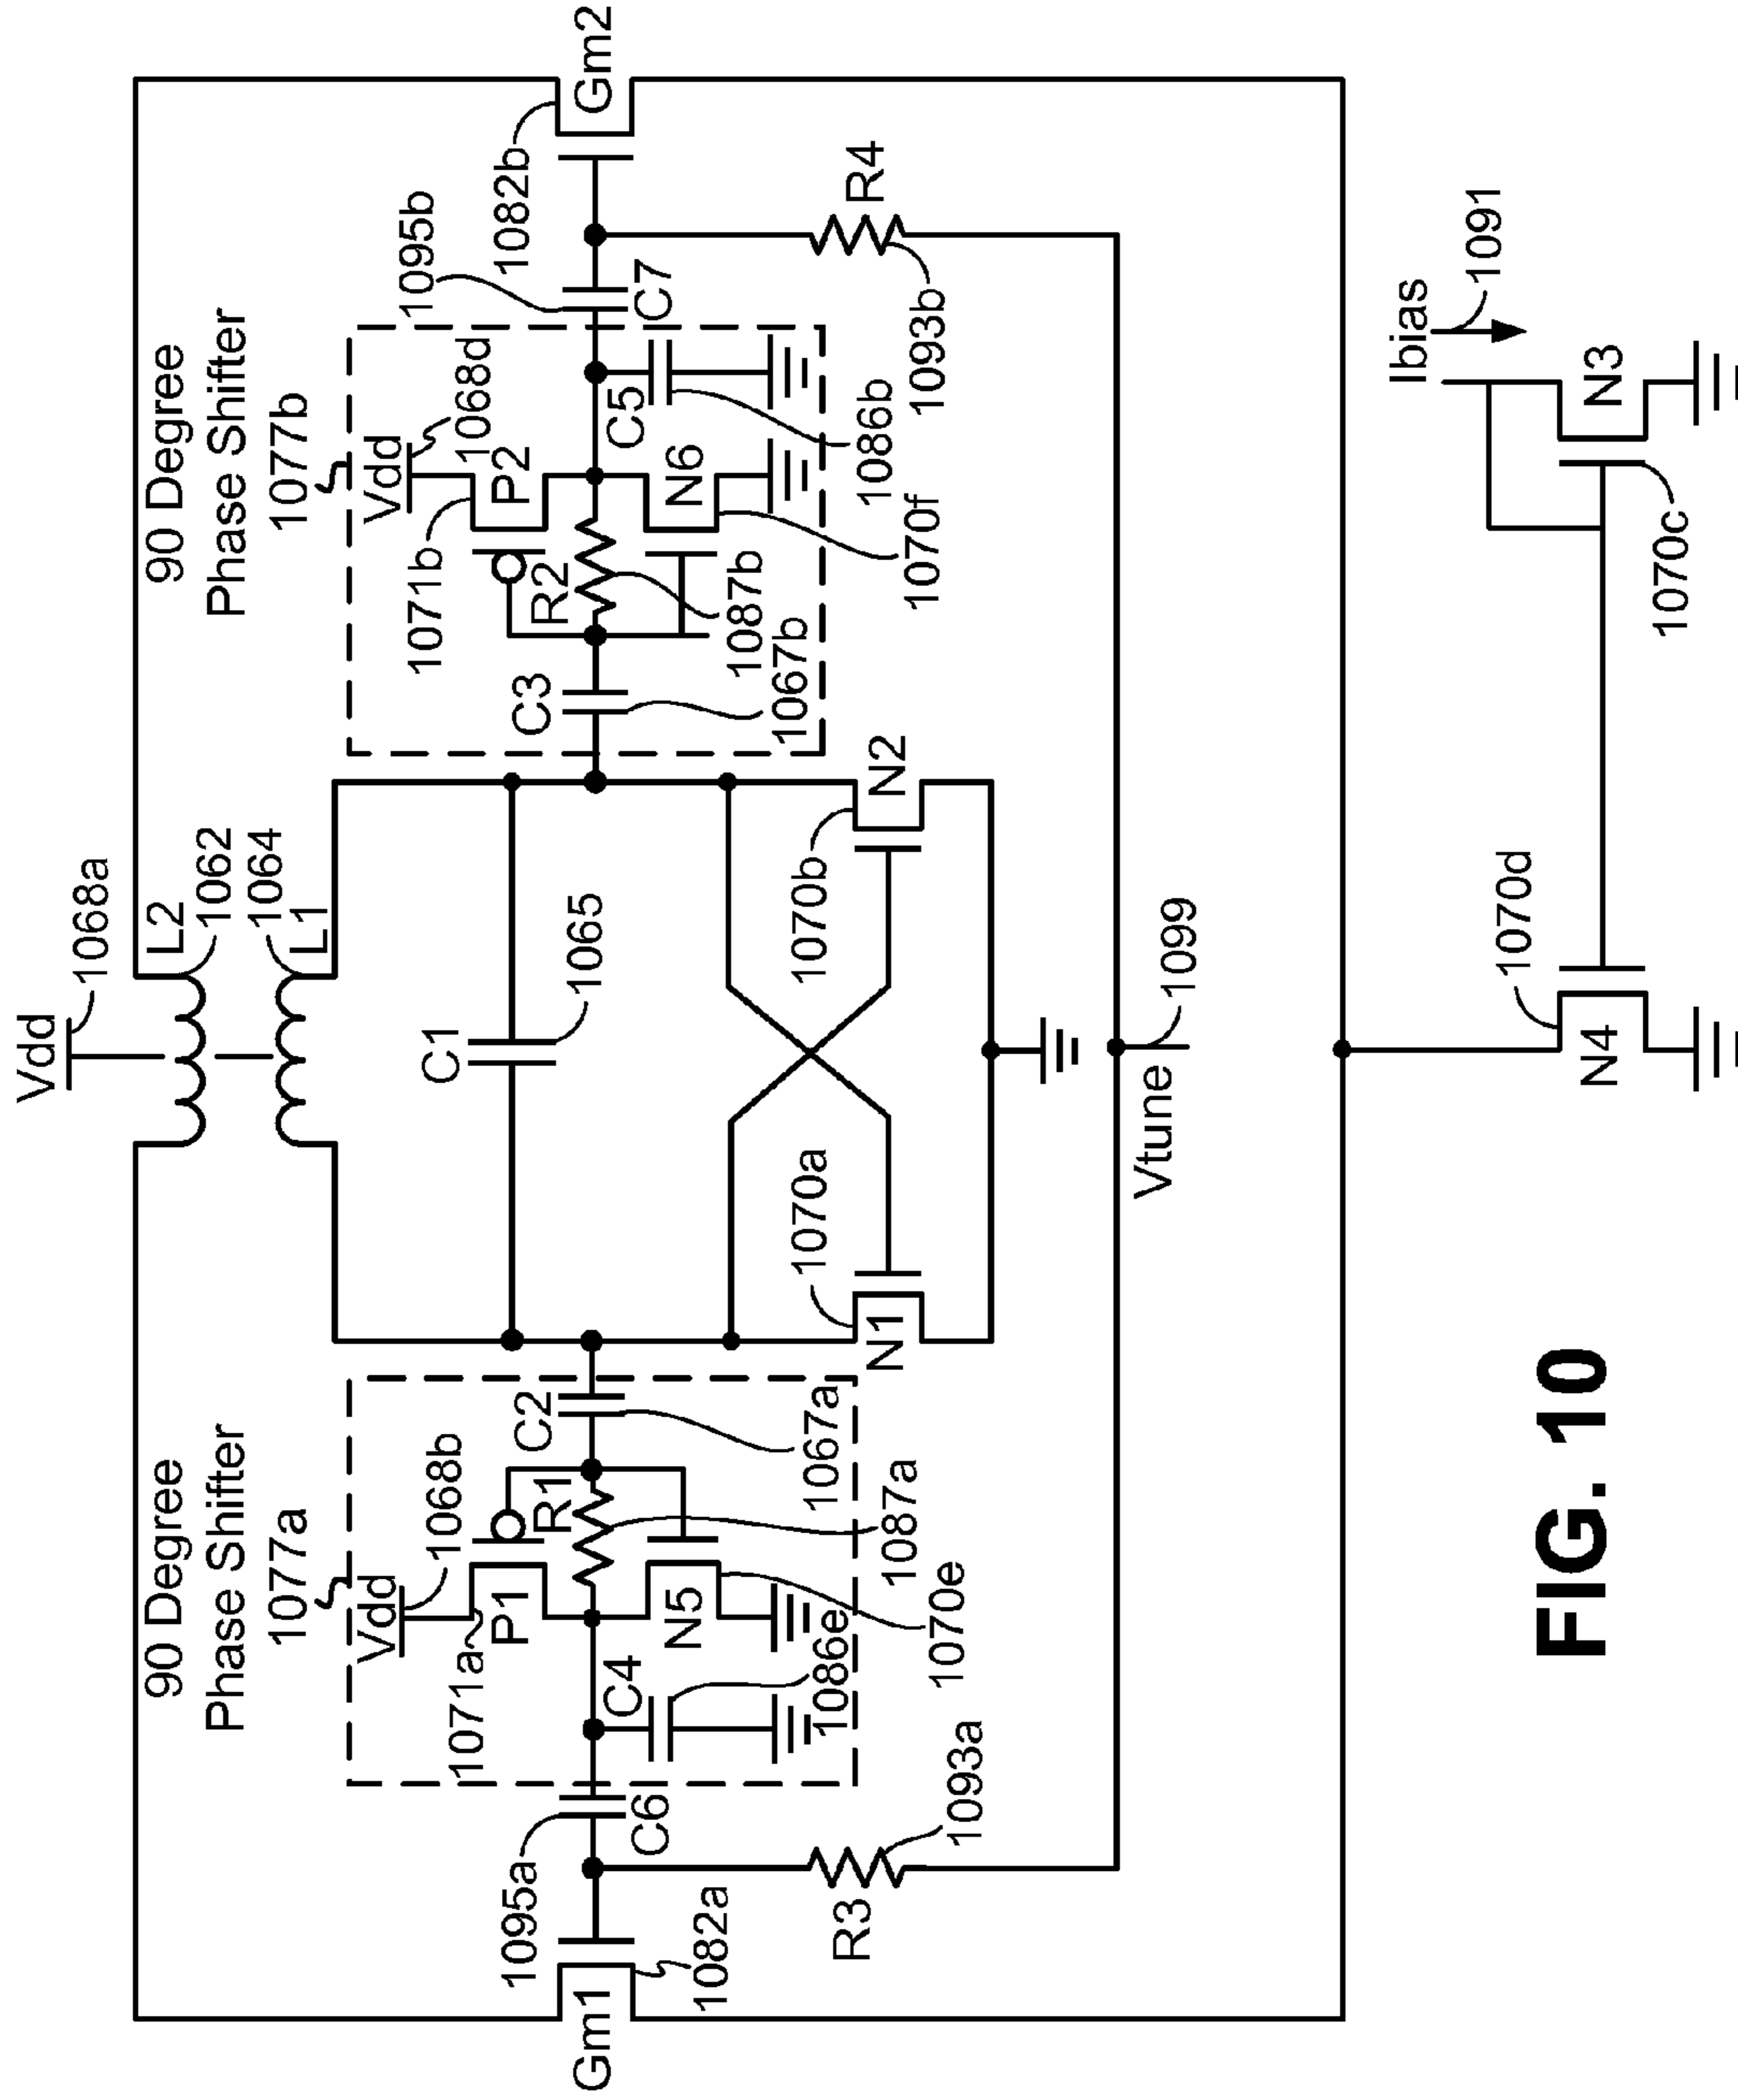 Vdd
1068a
90 Degree
Phase Shifter
1077a
90 Degree
Phase Shifter
1077b
L2
1062
1064
L1
Vdd
1068b
1071a
P1
R1
C2
1067a
1087a
N5
1070e
C4
1086e
C6
1095a
Gm1
1082a
R3
1093a
C1
1065
1070a
N1
1070b
N2
Vdd
1068d
1071b
P2
R2
C3
1067b
1087b
N6
1070f
C5
1086b
C7
1095b
1082b
Gm2
R4
1093b
Vtune
1099
Ibias
1091
1070d
N4
1070c
N3
FIG. 10